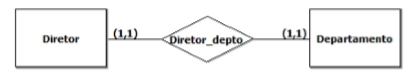 Diretor (1,1) Diretor_depto (1,1) Departamento